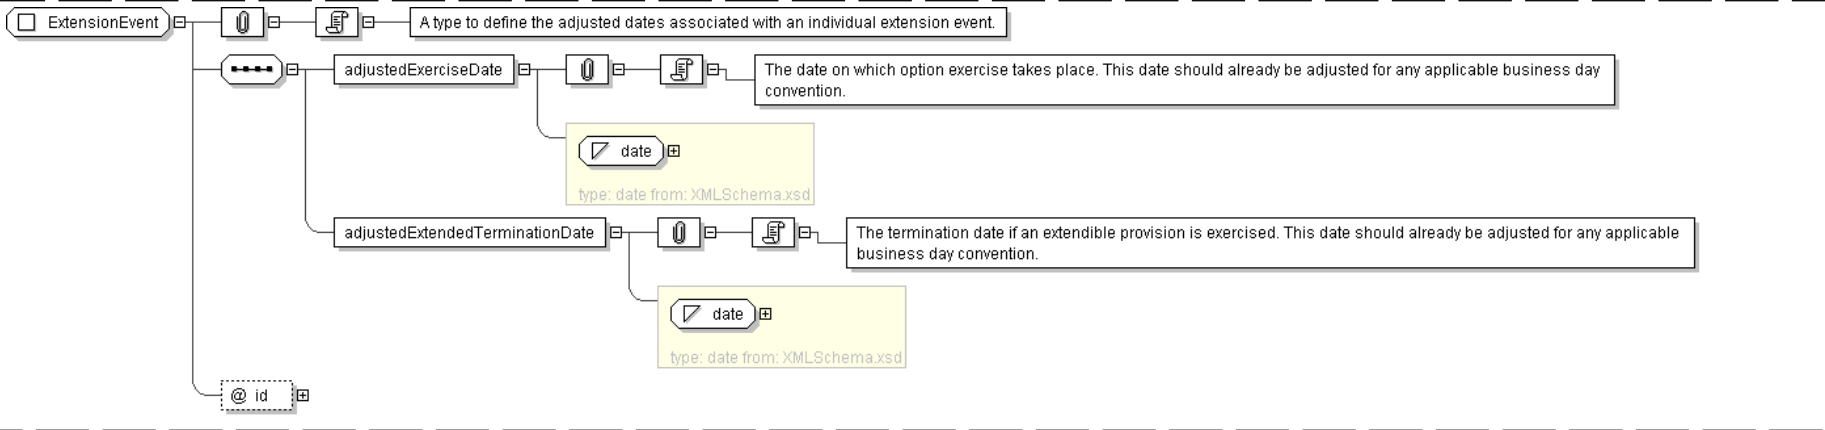 ExtensionEvent
A type to define the adjusted dates associated with an individual extension event.
adjustedExerciseDate
The date on which option exercise takes place. This date should already be adjusted for any applicable business day
convention.
date
type: date from: XMLSchema.xsd
adjustedExtendedTerminationDate
The termination date if an extendible provision is exercised. This date should already be adjusted for any applicable
business day convention.
date
type: date from: XMLSchema.xsd
@ id